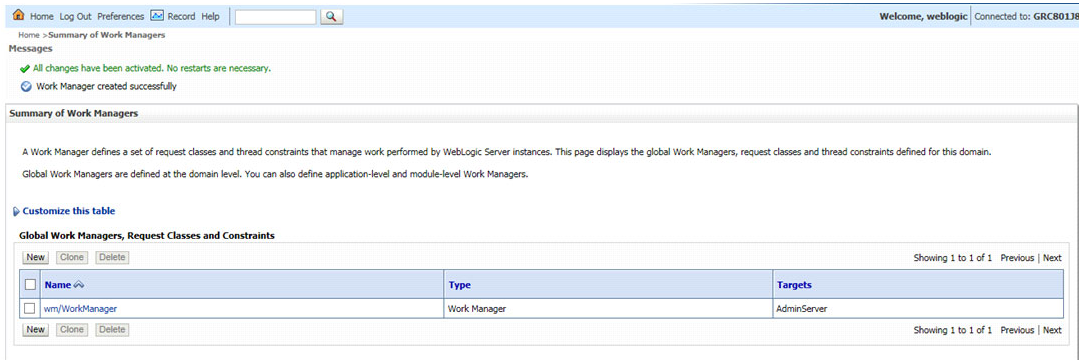 Home Log Out Preferences Record Help Welcome, weblogic Connected to: GRC801J8
Home >Summary of Work Managers
Messages
All changes have been activated. No restarts are necessary.
Work Manager created successfully
Summary of Work Managers
A Work Manager defines a set of request classes and thread constraints that manage work performed by WebLogic Server instances. This page displays the global Work Managers, request classes and thread constraints defined for this domain.
Global Work Managers are defined at the domain level. You can also define application-level and module-level Work Managers.
Customize this table
Global Work Managers, Request Classes and Constraints
New Clone Delete Showing 1 to 1 of 1 Previous | Next
Name Type Targets
wm/WorkManager Work Manager AdminServer
New Clone Delete Showing 1 to 1 of 1 Previous | Next